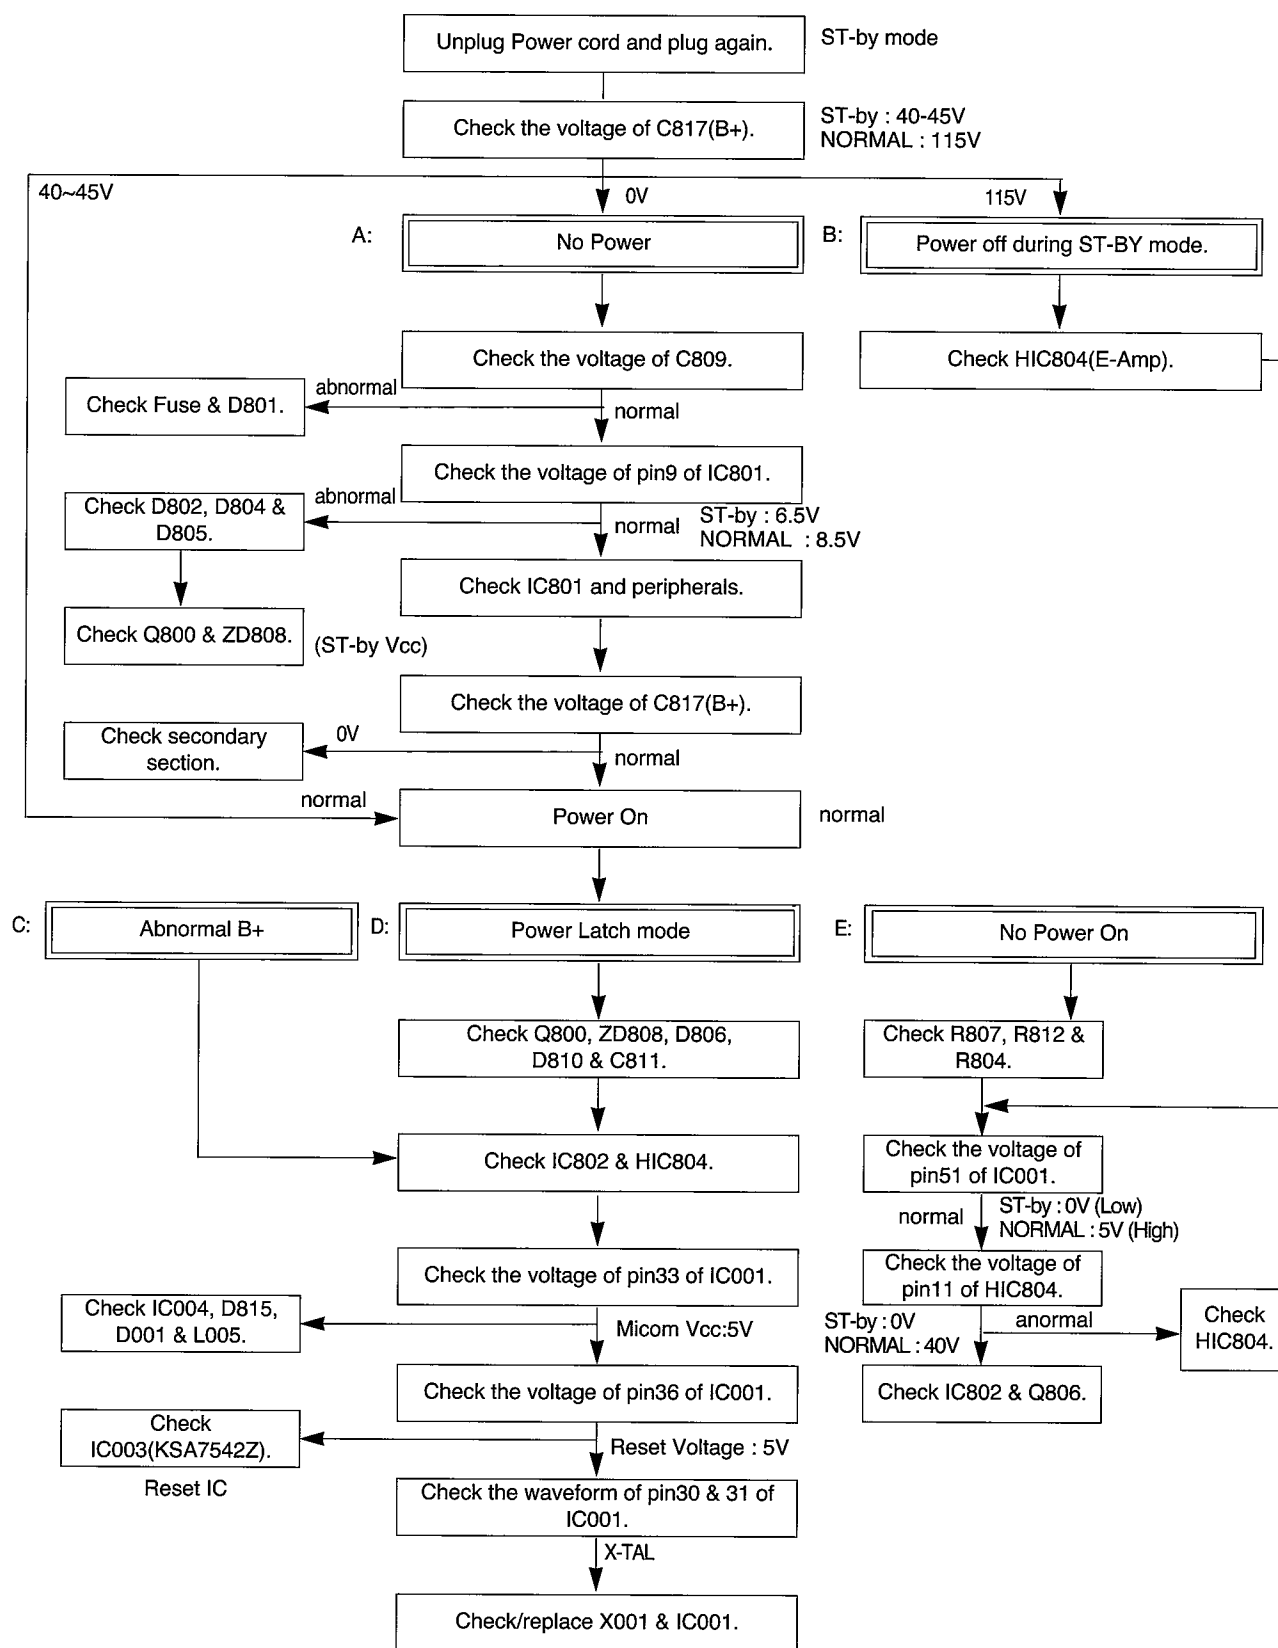 Unplug Power cord and plug again.
ST-by mode
Check the voltage of C817(B+).
ST-by : 40-45V
NORMAL : 115V
40~45V
0V
115V
A:
No Power
B:
Power off during ST-BY mode.
Check the voltage of C809.
Check HIC804(E-Amp).
abnormal
Check Fuse & D801.
normal
Check the voltage of pin9 of IC801.
abnormal
Check D802, D804 &
D805.
normal
ST-by : 6.5V
NORMAL : 8.5V
Check IC801 and peripherals.
Check Q800 & ZD808.
(ST-by Vcc)
Check the voltage of C817(B+).
Check secondary
section.
0V
normal
normal
Power On
normal
C:
Abnormal B+
D:
Power Latch mode
E:
No Power On
Check Q800, ZD808, D806,
D810 & C811.
Check R807, R812 &
R804.
Check IC802 & HIC804.
Check the voltage of
pin51 of IC001.
normal
ST-by : 0V (Low)
NORMAL : 5V (High)
Check the voltage of pin33 of IC001.
Check the voltage of
pin11 of HIC804.
Check IC004, D815,
D001 & L005.
Micom Vcc:5V
ST-by : 0V
NORMAL : 40V
anormal
Check
HIC804.
Check the voltage of pin36 of IC001.
Check IC802 & Q806.
Check
IC003(KSA7542Z).
Reset IC
Reset Voltage : 5V
Check the waveform of pin30 & 31 of
IC001.
X-TAL
Check/replace X001 & IC001.